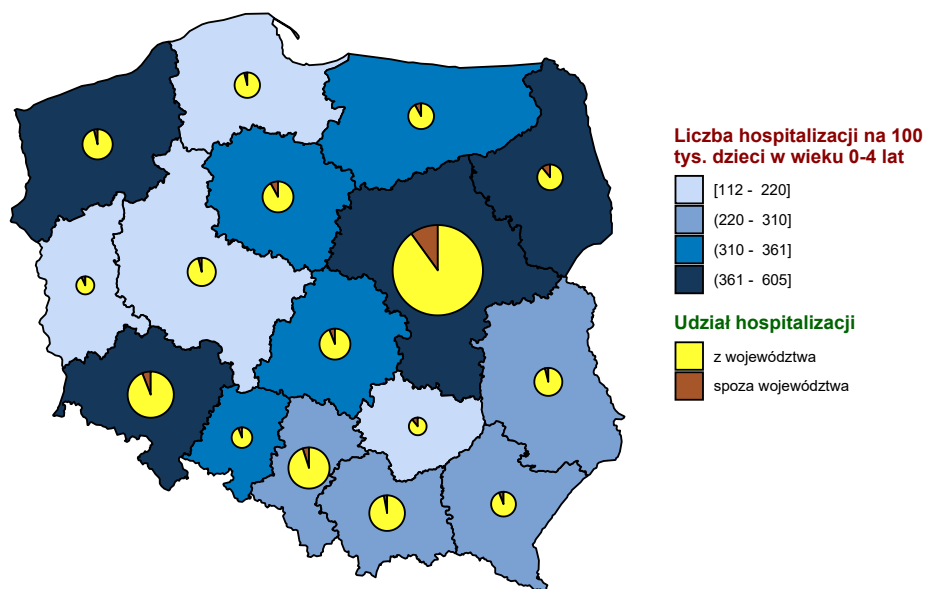 Liczba hospitalizacji na 100
tys. dzieci w wieku 0-4 lat
[112 - 220]
(220 - 310]
(310 - 361]
(361 - 605]
Udział hospitalizacji
z województwa
spoza województwa